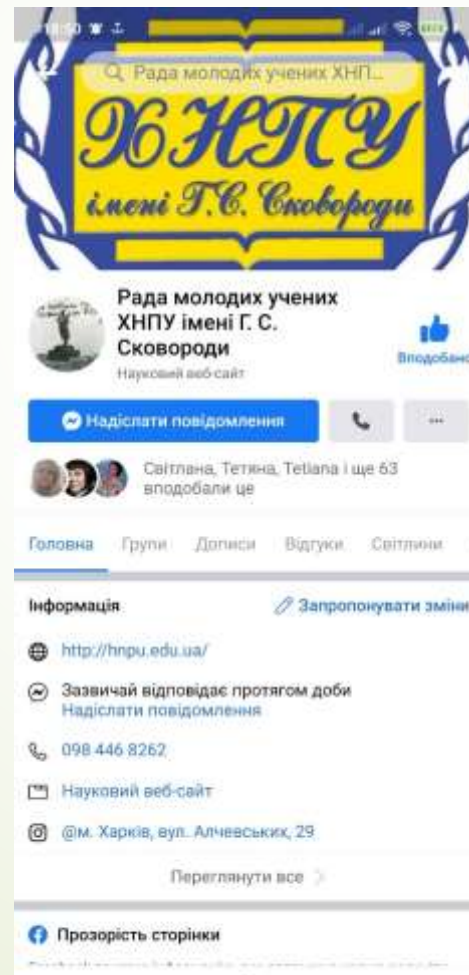 18:50
Рада молодих учених ХНП...
ХНПУ
імені Г.С. Сковороди
Рада молодих учених
ХНПУ імені Г. С.
Сковороди
Науковий веб-сайт
Вподобано
Надіслати повідомлення
Світлана, Тетяна, Tetiana і ще 63
вподобали це
Головна Групи Дописи Відгуки Світлини
Інформація
Запропонувати зміни
http://hnpu.edu.ua/
Зазвичай відповідає протягом доби
Надіслати повідомлення
098 446 8262
Науковий веб-сайт
@м. Харків, вул. Алчевських, 29
Переглянути все
Прозорість сторінки